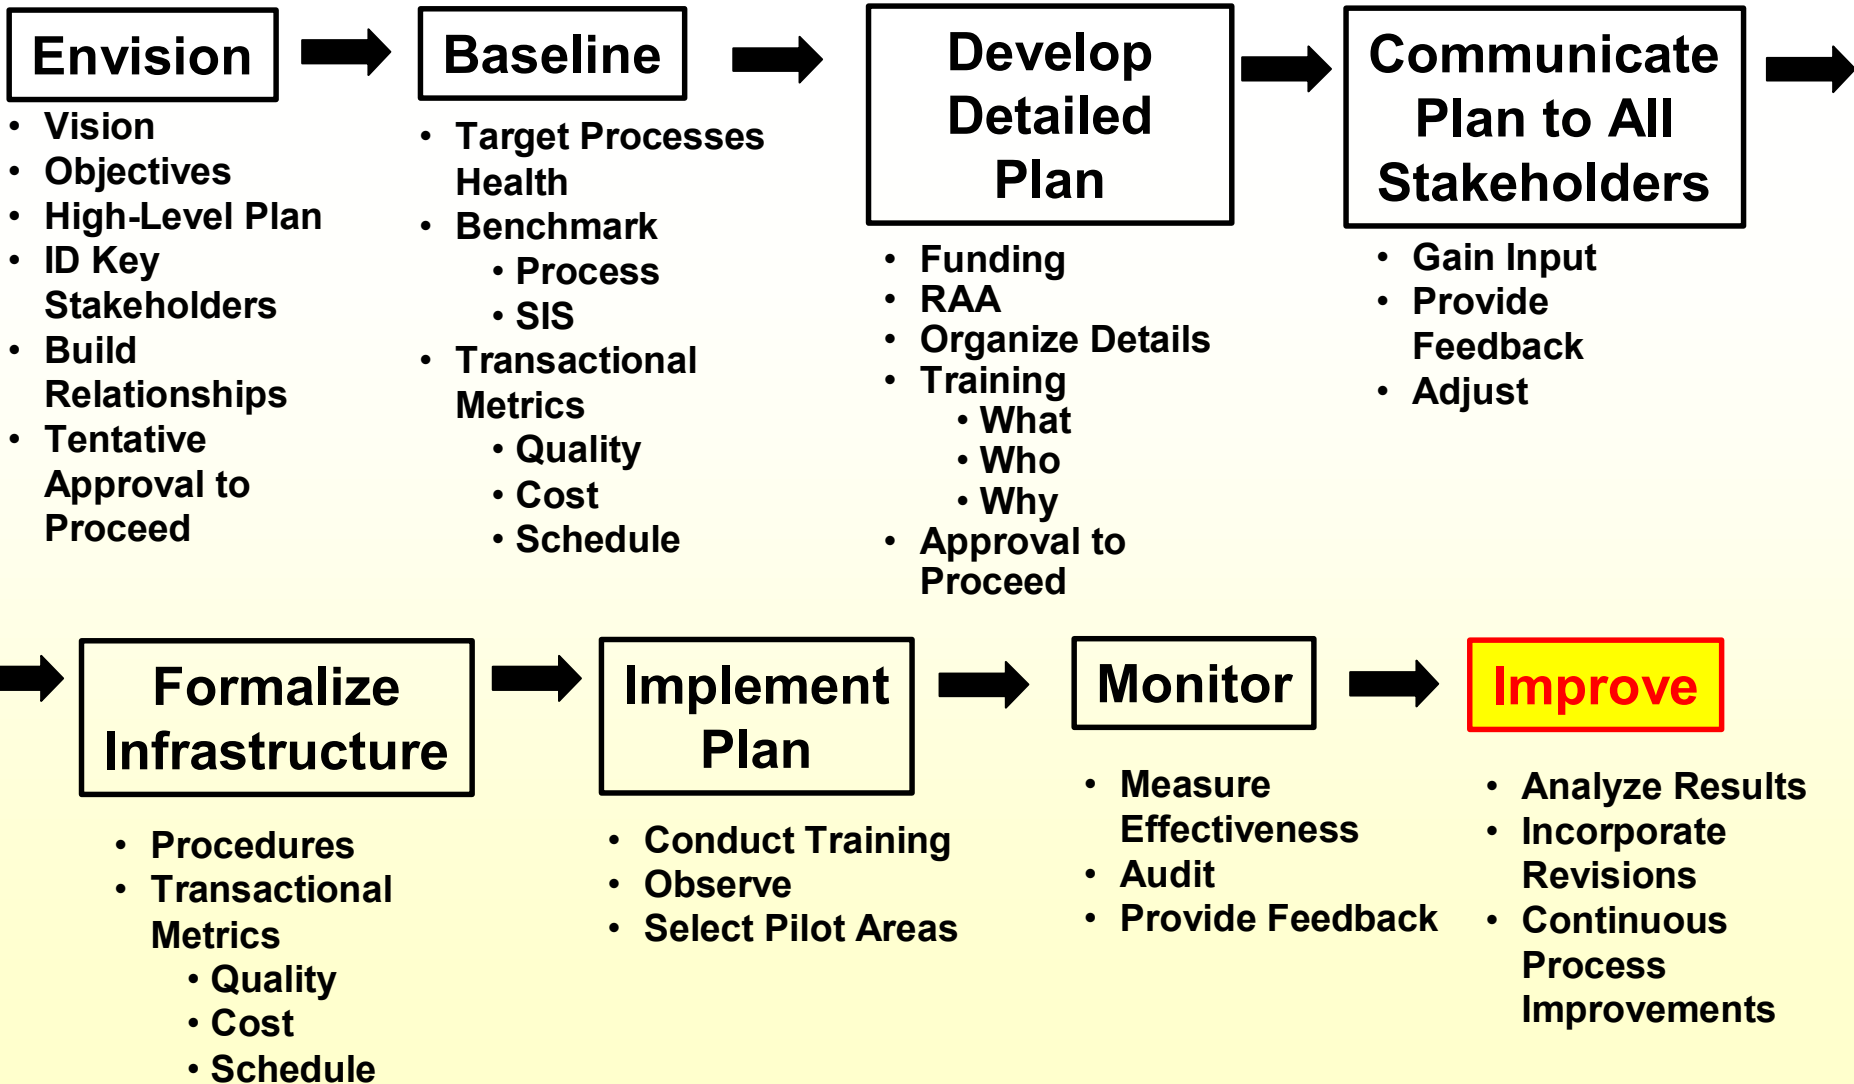 Envision
• Vision
• Objectives
• High-Level Plan
• ID Key
Stakeholders
• Build
Relationships
• Tentative
Approval to
Proceed
Baseline
• Target Processes
Health
• Benchmark
• Process
• SIS
• Transactional
Metrics
• Quality
• Cost
• Schedule
Develop
Detailed
Plan
• Funding
• RAA
• Organize Details
• Training
• What
• Who
• Why
• Approval to
Proceed
Communicate
Plan to All
Stakeholders
• Gain Input
• Provide
Feedback
• Adjust
Formalize
Infrastructure
• Procedures
• Transactional
Metrics
• Quality
• Cost
• Schedule
Implement
Plan
• Conduct Training
• Observe
• Select Pilot Areas
Monitor
• Measure
Effectiveness
• Audit
• Provide Feedback
Improve
• Analyze Results
• Incorporate
Revisions
• Continuous
Process
Improvements